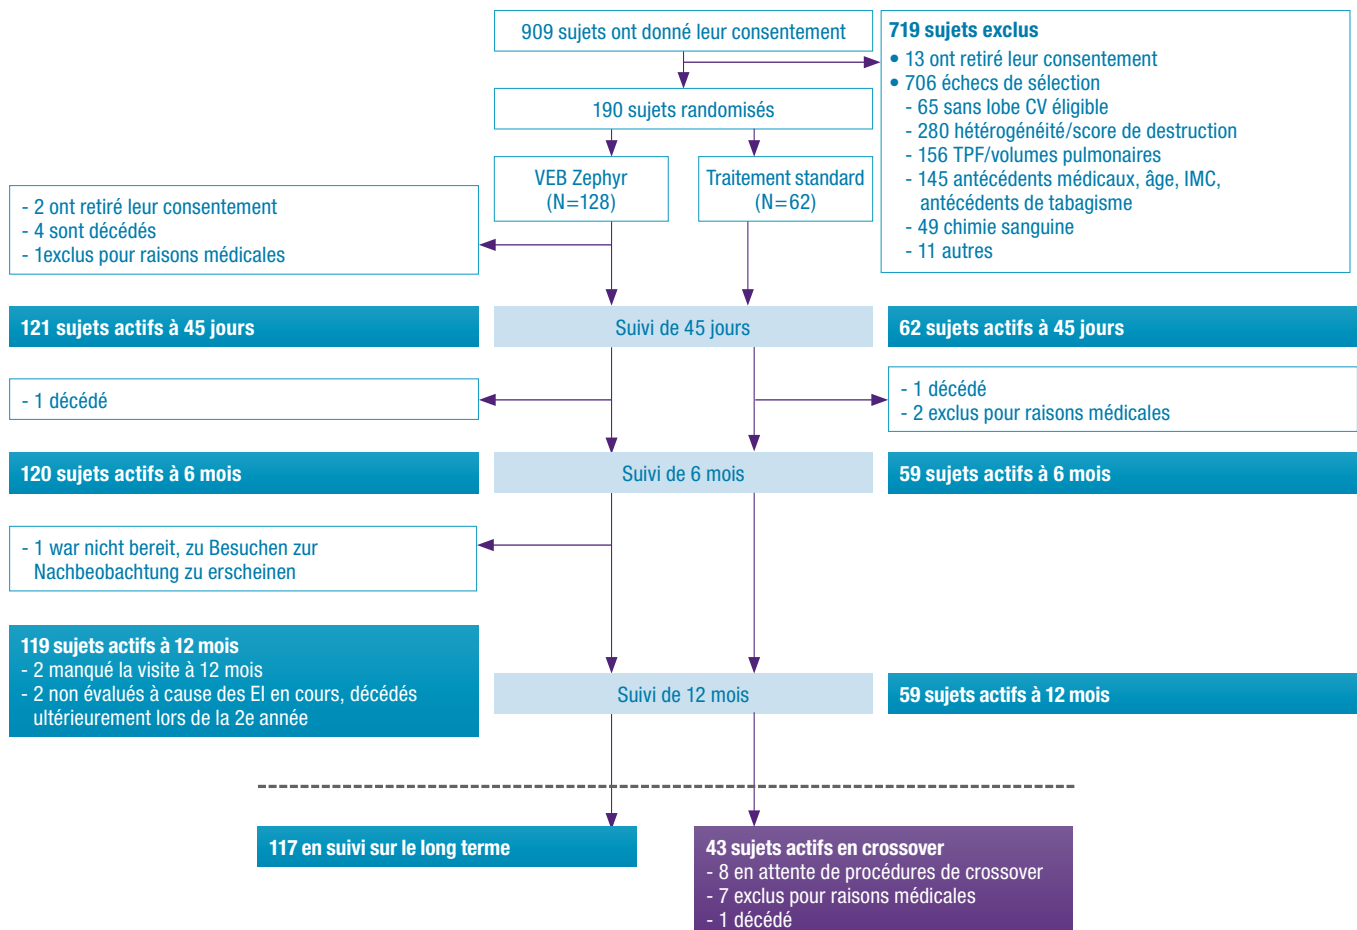 909 sujets ont donné leur consentement
719 sujets exclus
• 13 ont retiré leur consentement
• 706 échecs de sélection
- 65 sans lobe CV éligible
- 280 hétérogénéité/score de destruction
- 156 TPF/volumes pulmonaires
- 145 antécédents médicaux, âge, IMC,
antécédents de tabagisme
- 49 chimie sanguine
- 11 autres
190 sujets randomisés
VEB Zephyr
(N=128)
Traitement standard
(N=62)
- 2 ont retiré leur consentement
- 4 sont décédés
- 1exclus pour raisons médicales
121 sujets actifs à 45 jours
Suivi de 45 jours
62 sujets actifs à 45 jours
- 1 décédé
- 1 décédé
- 2 exclus pour raisons médicales
120 sujets actifs à 6 mois
Suivi de 6 mois
59 sujets actifs à 6 mois
- 1 war nicht bereit, zu Besuchen zur
Nachbeobachtung zu erscheinen
119 sujets actifs à 12 mois
- 2 manqué la visite à 12 mois
- 2 non évalués à cause des EI en cours, décédés
ultérieurement lors de la 2e année
Suivi de 12 mois
59 sujets actifs à 12 mois
117 en suivi sur le long terme
43 sujets actifs en crossover
- 8 en attente de procédures de crossover
- 7 exclus pour raisons médicales
- 1 décédé